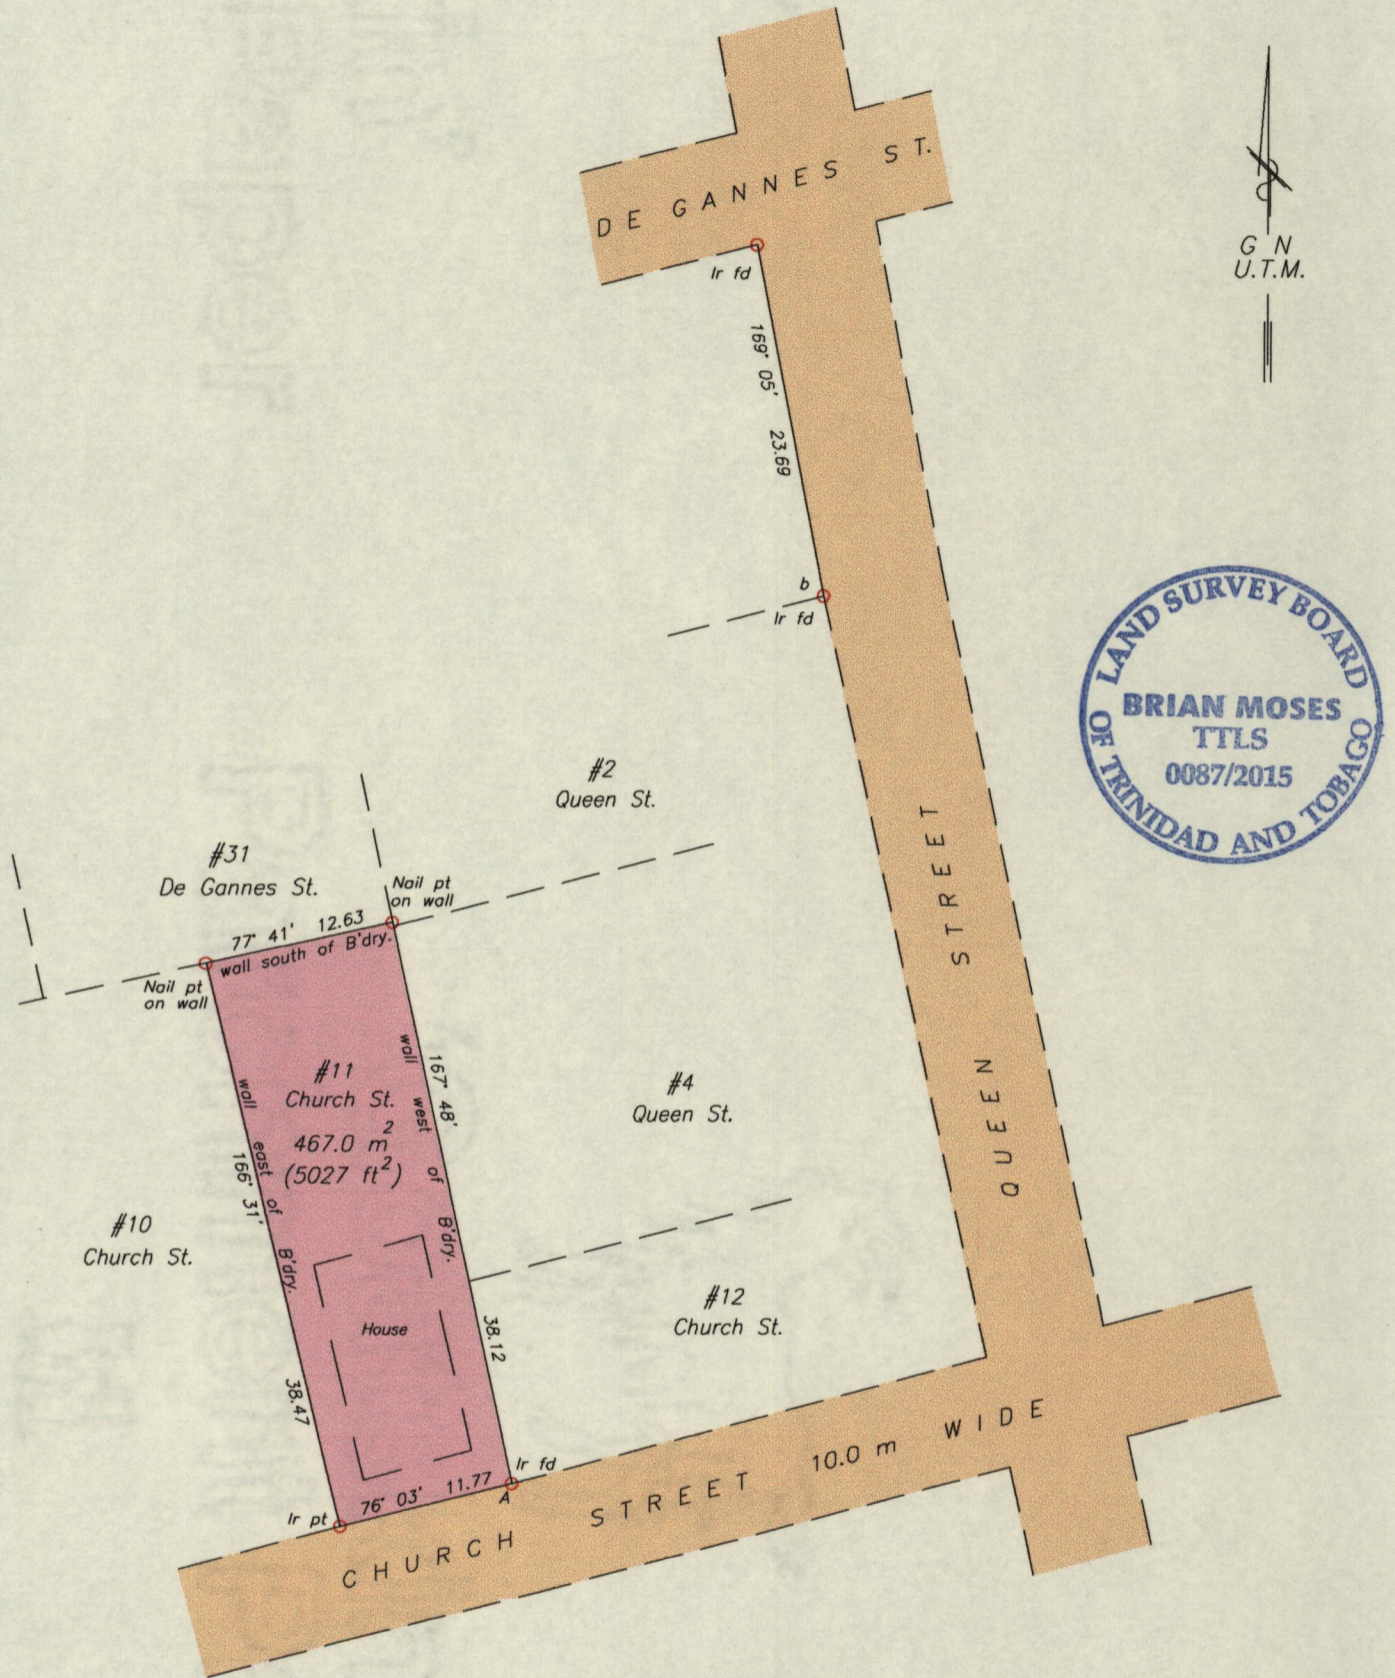 DE GANNES ST.
G N
U.T.M.
Ir fd
169° 05' 23.69
b
Ir fd
LAND SURVEY BOARD
OF TRINIDAD AND TOBAGO
BRIAN MOSES
TTLS
0087/2015
#2
Queen St.
#31
De Gannes St.
Nail pt
on wall
77° 41' 12.63
wall south of B'dry.
Nail pt
on wall
QUEEN STREET
#11
Church St.
467.0 m²
(5027 ft²)
wall west of B'dry.
167° 48' 38.12
wall east of B'dry.
166° 31' 38.47
#4
Queen St.
#10
Church St.
#12
Church St.
House
Ir fd
A
76° 03' 11.77
Ir pt
CHURCH STREET 10.0 m WIDE